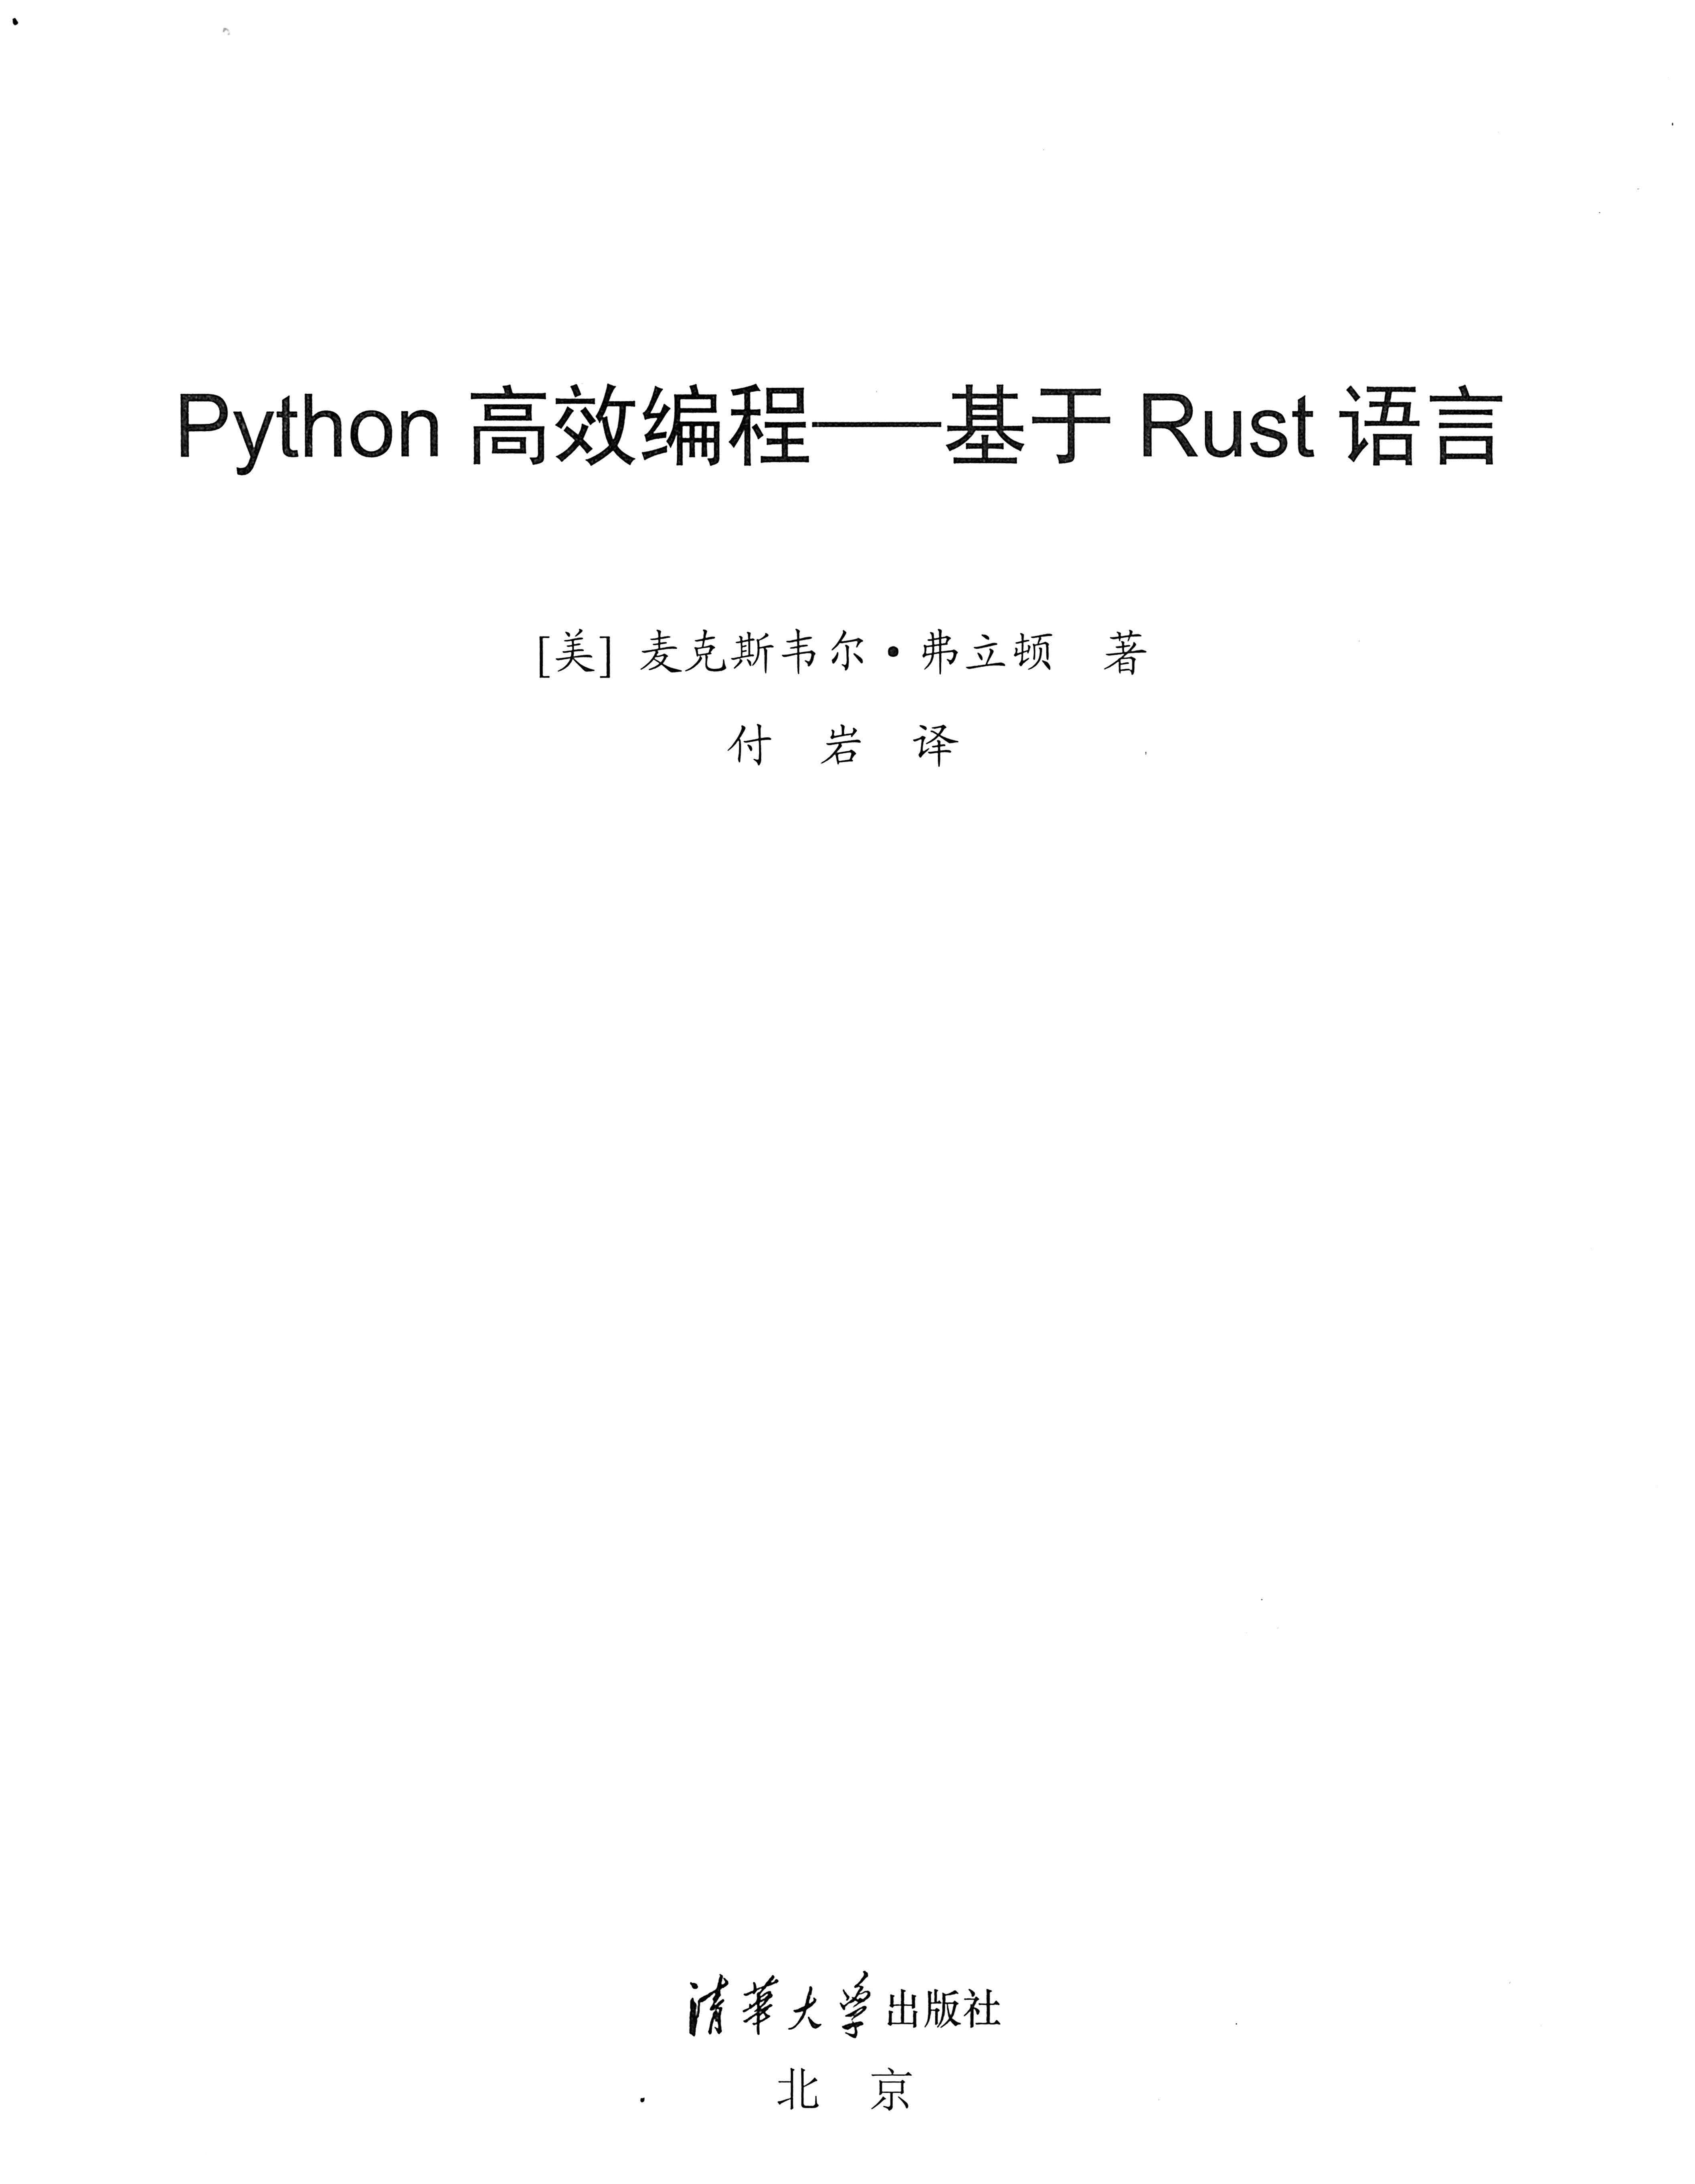 Python 高效编程——基于 Rust 语言
[美] 麦克斯韦尔·弗立顿 著
付 岩 译
清華大学出版社
北 京